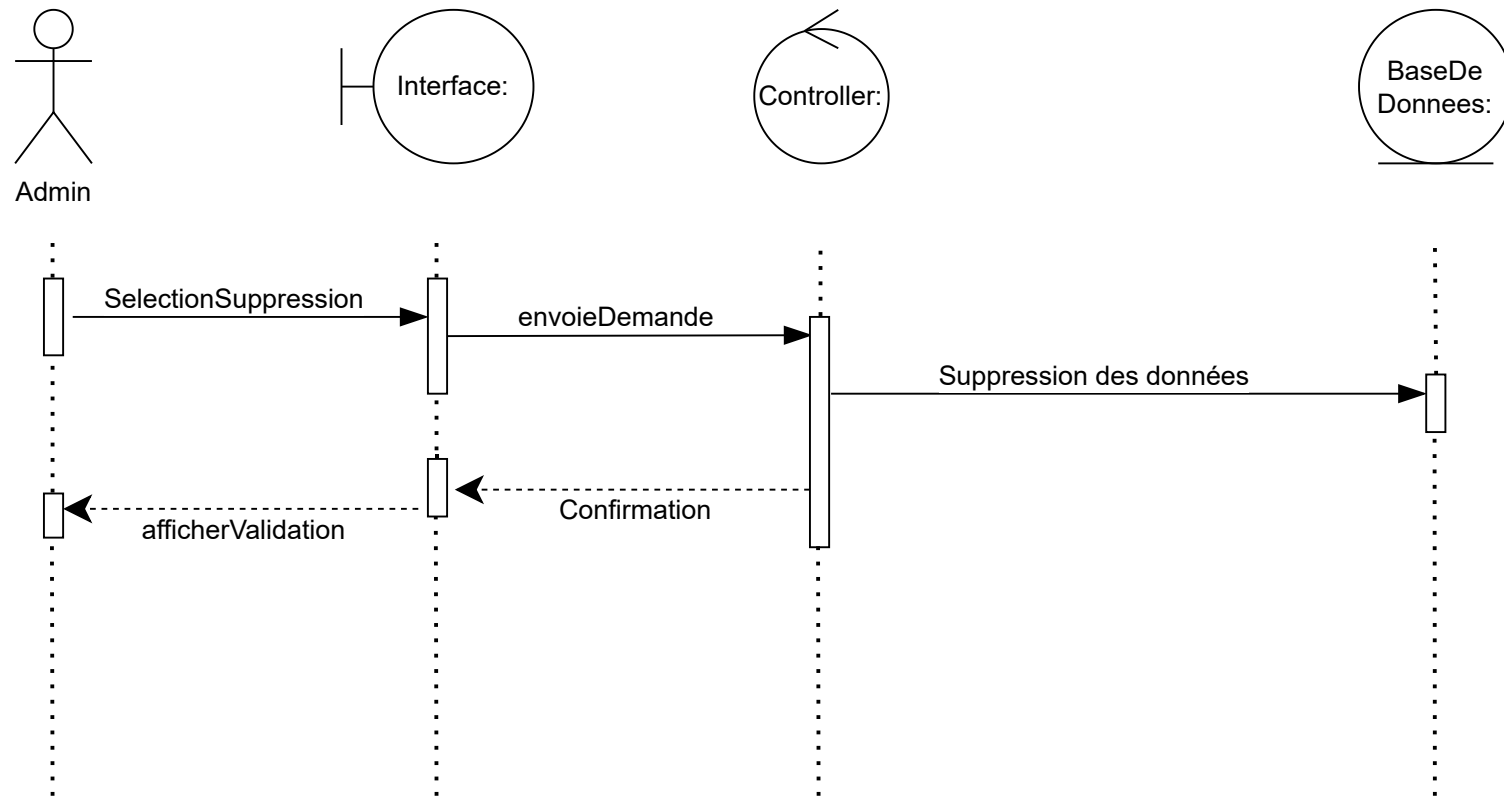 Interface:
Controller:
BaseDe
Donnees:
Admin
SelectionSuppression
envoieDemande
Suppression des données
Confirmation
afficherValidation